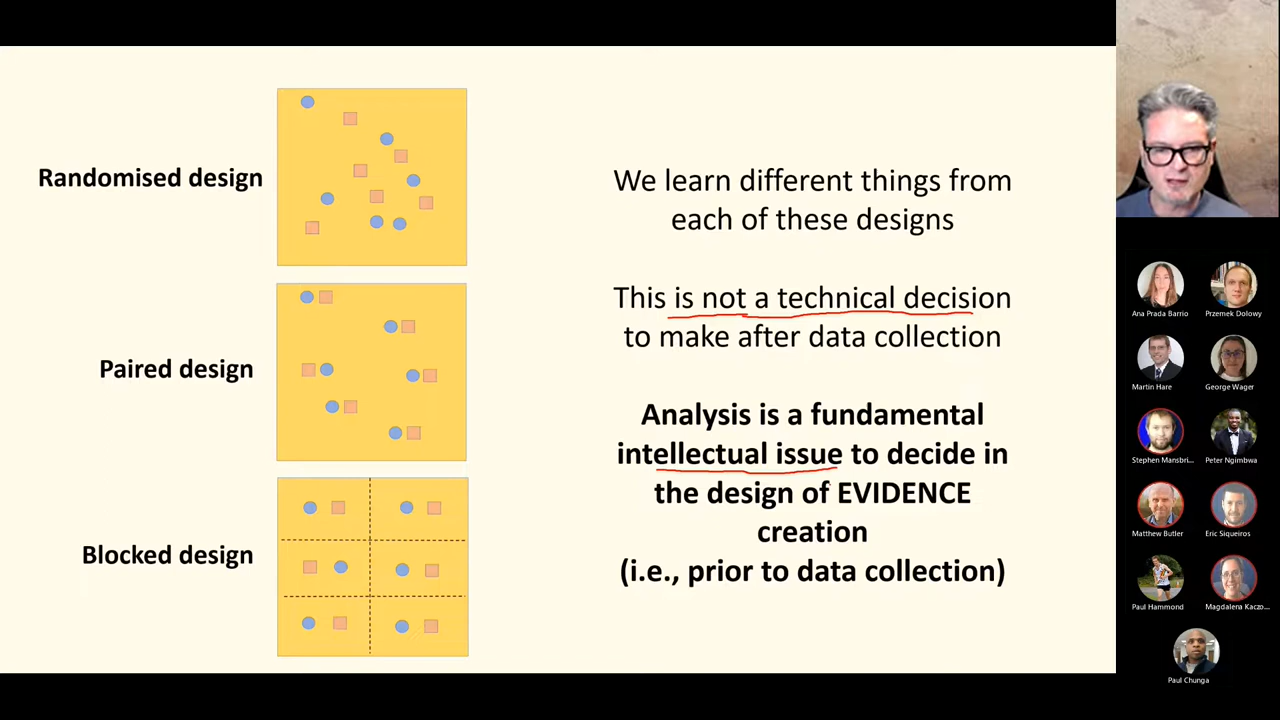 Randomised design
Paired design
Blocked design
We learn different things from
each of these designs
This is not a technical decision
to make after data collection
Analysis is a fundamental
intellectual issue to decide in
the design of EVIDENCE
creation
(i.e., prior to data collection)
Ana Prada Barrio
Przemek Dolowy
Martin Hare
George Wager
Stephen Mansbri...
Peter Ngimbwa
Matthew Butler
Eric Siqueiros
Paul Hammond
Magdalena Kaczo...
Paul Chunga